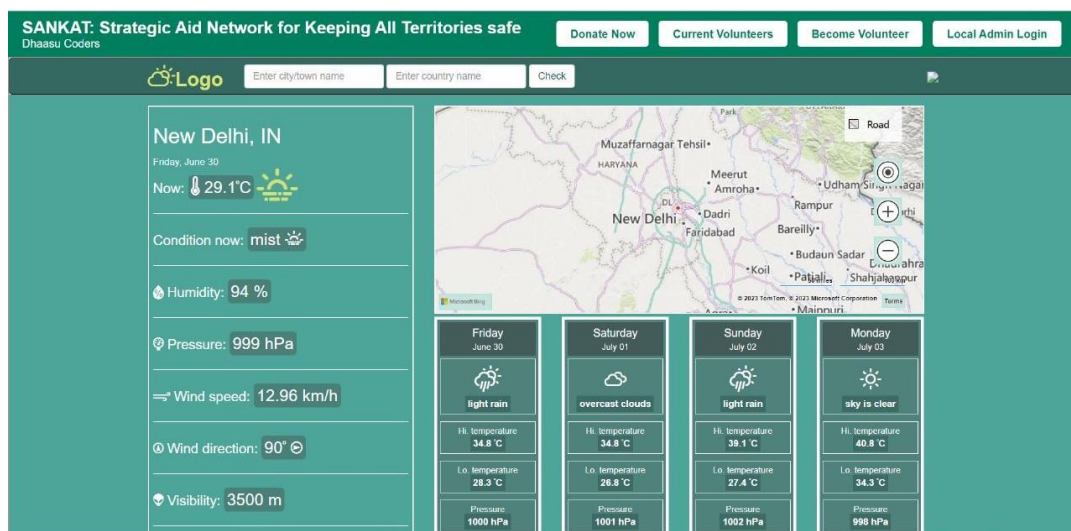 SANKAT: Strategic Aid Network for Keeping All Territories safe
Dhaasu Coders
Donate Now
Current Volunteers
Become Volunteer
Local Admin Login
Logo
Enter city/town name
Enter country name
Check
New Delhi, IN
Friday, June 30
Now: 29.1°C
Condition now: mist
Humidity: 94 %
Pressure: 999 hPa
Wind speed: 12.96 km/h
Wind direction: 90°
Visibility: 3500 m
Park
Road
Muzaffarnagar Tehsil
HARYANA
Meerut
Amroha
Udham Singh Nagar
DL
New Delhi
Dadri
Rampur
Faridabad
Bareilly
Budaun Sadar
Koil
Patiali
Shahjahanpur
Microsoft Bing
© 2023 TomTom, © 2023 Microsoft Corporation Terms
Mainpuri
Friday
June 30
light rain
Hi. temperature
34.8 °C
Lo. temperature
28.3 °C
Pressure
1000 hPa
Saturday
July 01
overcast clouds
Hi. temperature
34.8 °C
Lo. temperature
26.8 °C
Pressure
1001 hPa
Sunday
July 02
light rain
Hi. temperature
39.1 °C
Lo. temperature
27.4 °C
Pressure
1002 hPa
Monday
July 03
sky is clear
Hi. temperature
40.8 °C
Lo. temperature
34.3 °C
Pressure
998 hPa